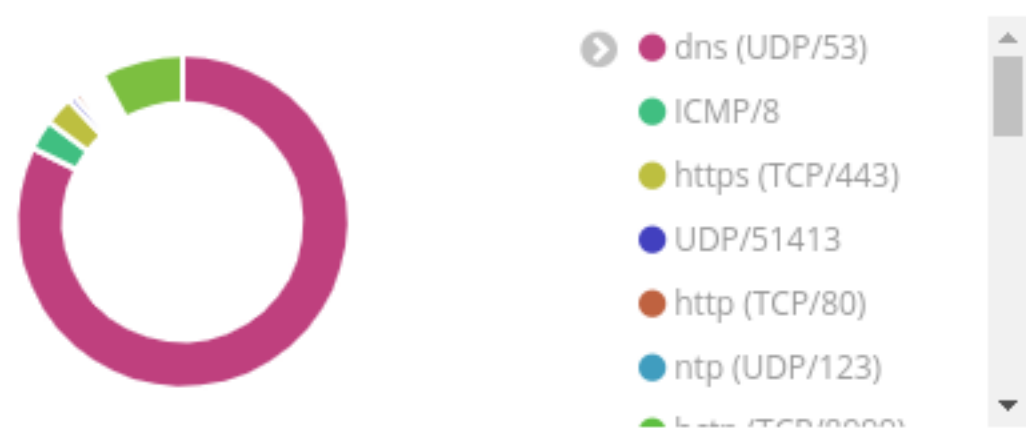 dns (UDP/53)
ICMP/8
https (TCP/443)
UDP/51413
http (TCP/80)
ntp (UDP/123)